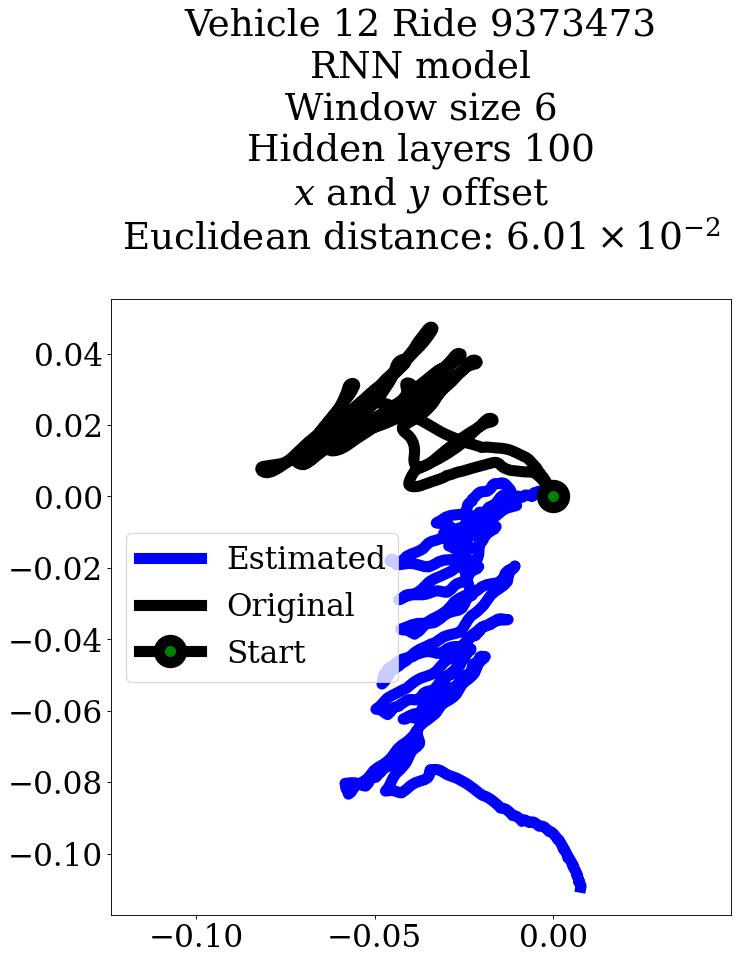 Vehicle 12 Ride 9373473
RNN model
Window size 6
Hidden layers 100
x and y offset
Euclidean distance: 6.01 × 10⁻²
0.04
0.02
0.00
−0.02
−0.04
−0.06
−0.08
−0.10
Estimated
Original
Start
−0.10 −0.05 0.00